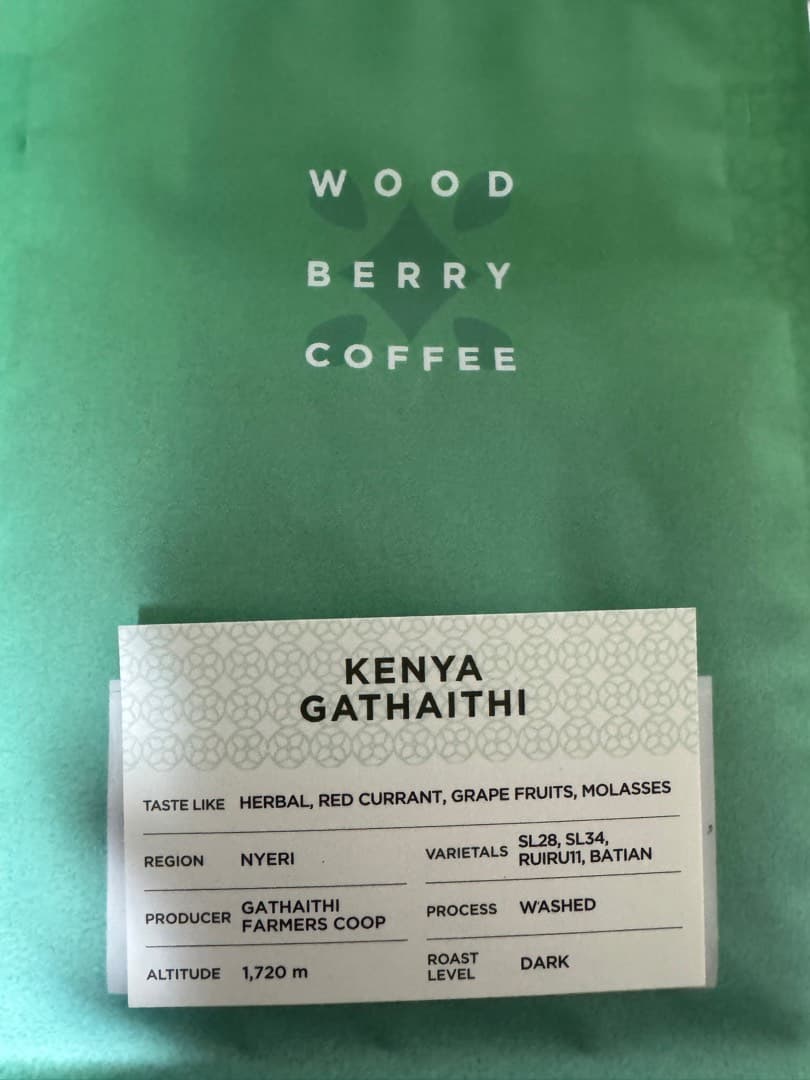 WOOD
BERRY
COFFEE
KENYA
GATHAITHI
TASTE LIKE HERBAL, RED CURRANT, GRAPE FRUITS, MOLASSES
REGION NYERI
VARIETALS SL28, SL34,
RUIRU11, BATIAN
PRODUCER GATHAITHI
FARMERS COOP
PROCESS WASHED
ALTITUDE 1,720 m
ROAST
LEVEL DARK